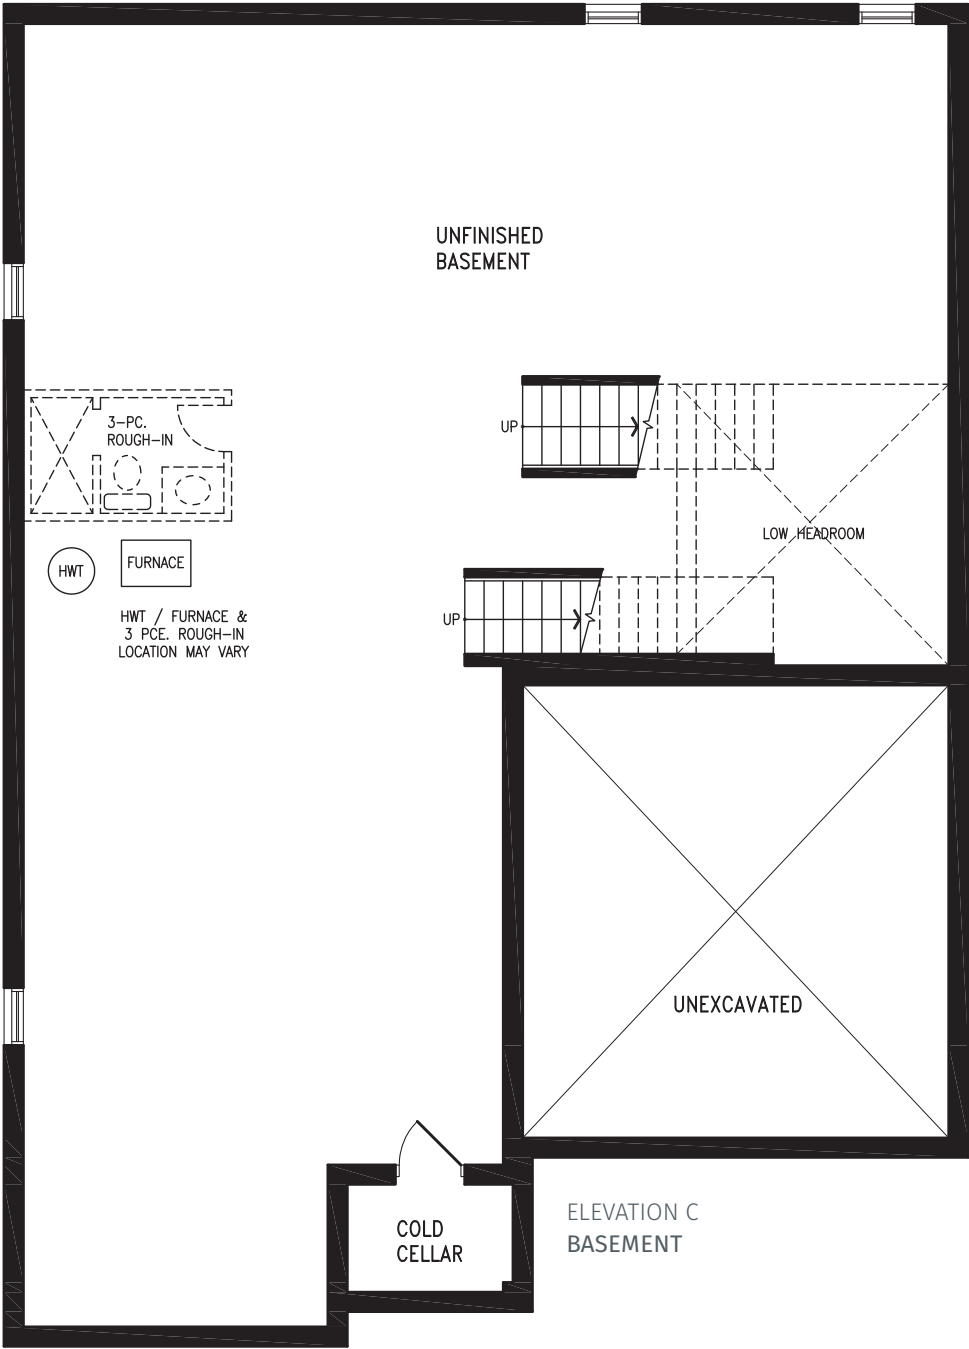 UNFINISHED
BASEMENT
3-PC.
ROUGH-IN
UP
LOW HEADROOM
HWT
FURNACE
HWT / FURNACE &
3 PCE. ROUGH-IN
LOCATION MAY VARY
UP
UNEXCAVATED
COLD
CELLAR
ELEVATION C
BASEMENT